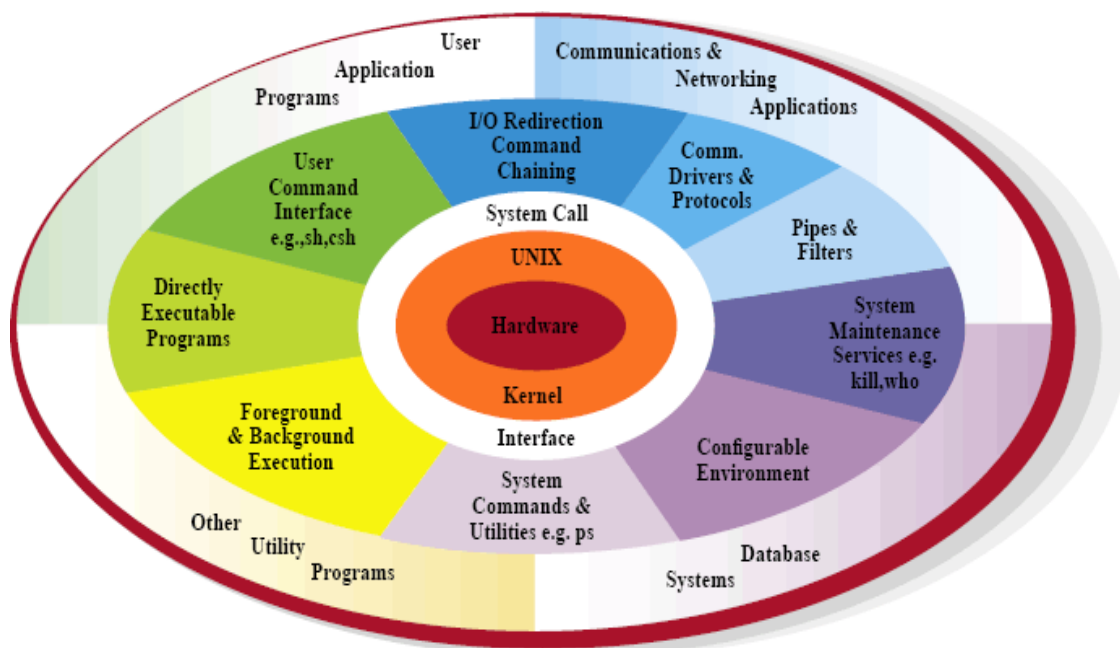 User
Application
Programs
Communications &
Networking
Applications
I/O Redirection
Command
Chaining
User
Command
Interface
e.g.,sh,csh
Comm.
Drivers &
Protocols
Pipes &
Filters
System Call
UNIX
Hardware
Kernel
Interface
Directly
Executable
Programs
System
Maintenance
Services e.g.
kill,who
Foreground
& Background
Execution
Configurable
Environment
System
Commands &
Utilities e.g. ps
Other
Utility
Programs
Database
Systems